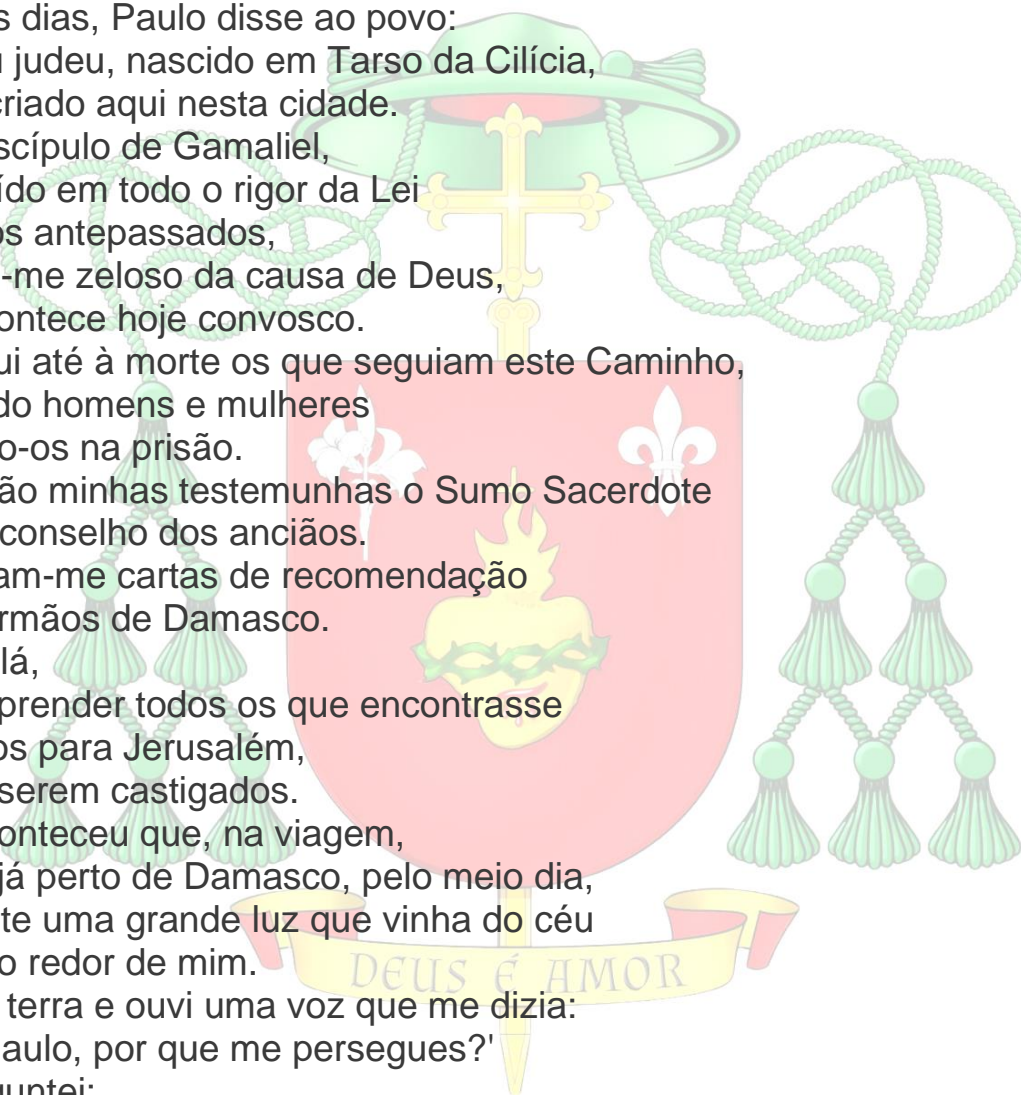 s dias, Paulo disse ao povo:
u judeu, nascido em Tarso da Cilícia,
criado aqui nesta cidade.
scípulo de Gamaliel,
ído em todo o rigor da Lei
os antepassados,
-me zeloso da causa de Deus,
contece hoje convosco.
ui até à morte os que seguiam este Caminho,
do homens e mulheres
o-os na prisão.
ão minhas testemunhas o Sumo Sacerdote
conselho dos anciãos.
am-me cartas de recomendação
rmãos de Damasco.
lá,
prender todos os que encontrasse
os para Jerusalém,
serem castigados.
onteceu que, na viagem,
já perto de Damasco, pelo meio dia,
te uma grande luz que vinha do céu
o redor de mim.
DEUS É AMOR
terra e ouvi uma voz que me dizia:
aulo, por que me persegues?'
guntei: